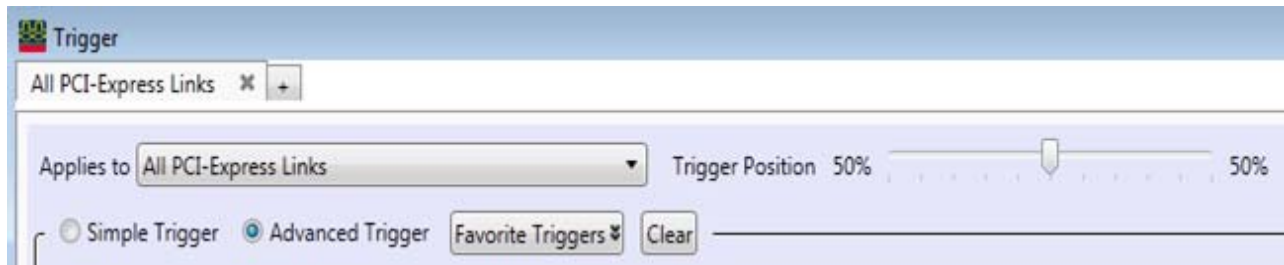 Trigger
All PCI-Express Links
+
Applies to All PCI-Express Links Trigger Position 50% 50%
Simple Trigger Advanced Trigger Favorite Triggers Clear